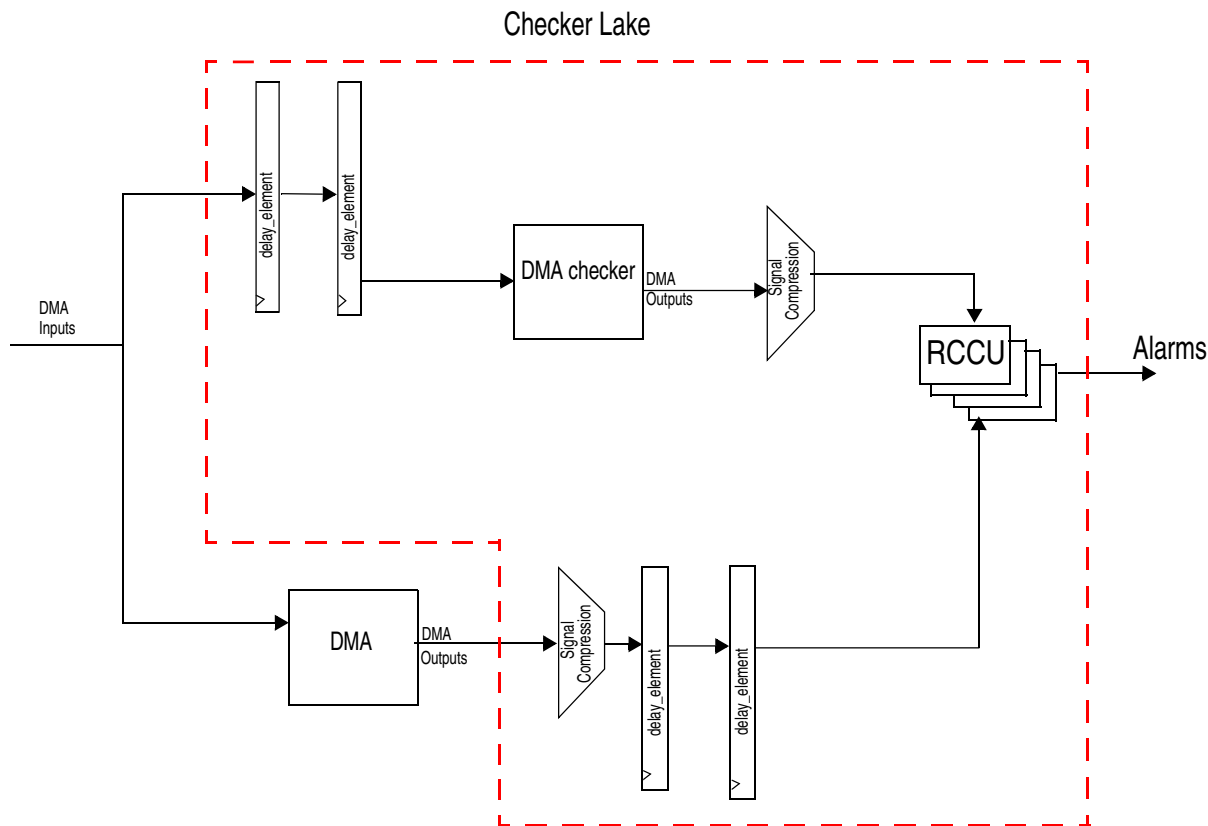 Checker Lake
delay_element
delay_element
DMA checker
DMA
Outputs
Signal
Compression
DMA
Inputs
RCCU
Alarms
DMA
DMA
Outputs
Signal
Compression
delay_element
delay_element